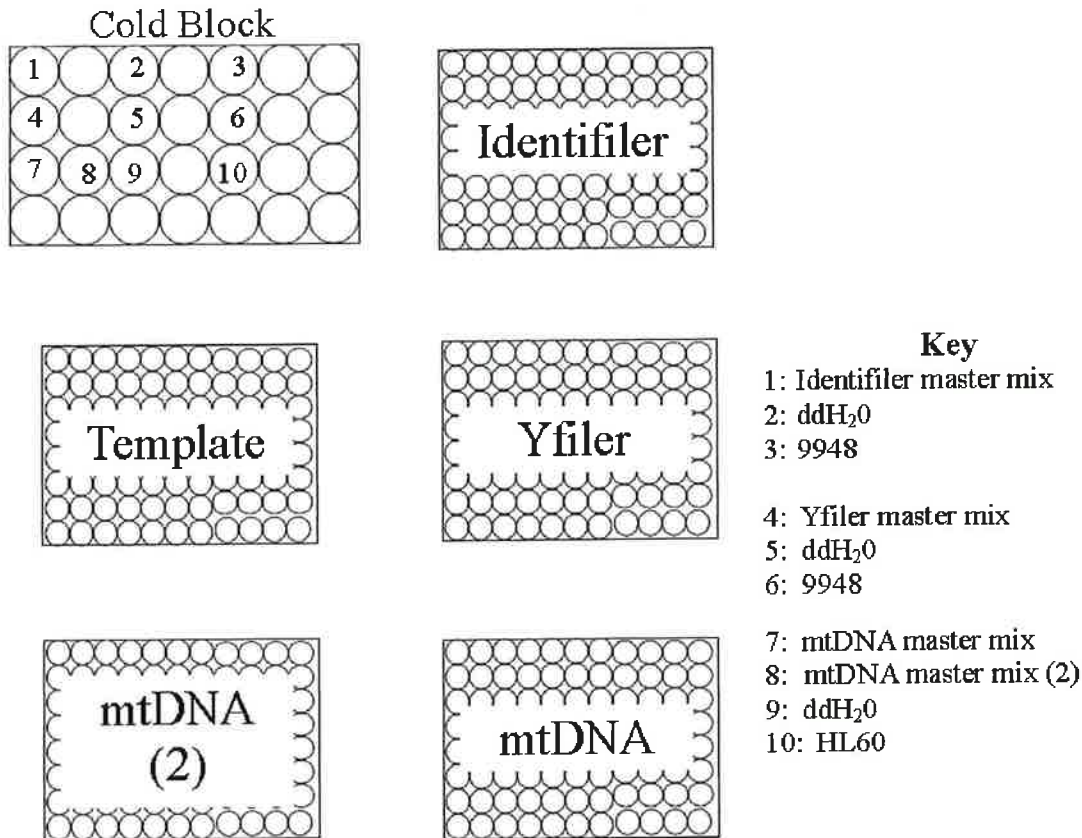 Cold Block
1 2 3
4 5 6
7 8 9 10
Identifiler
Template
Yfiler
mtDNA
(2)
mtDNA
Key
1: Identifiler master mix
2: ddH₂0
3: 9948
4: Yfiler master mix
5: ddH₂0
6: 9948
7: mtDNA master mix
8: mtDNA master mix (2)
9: ddH₂0
10: HL60